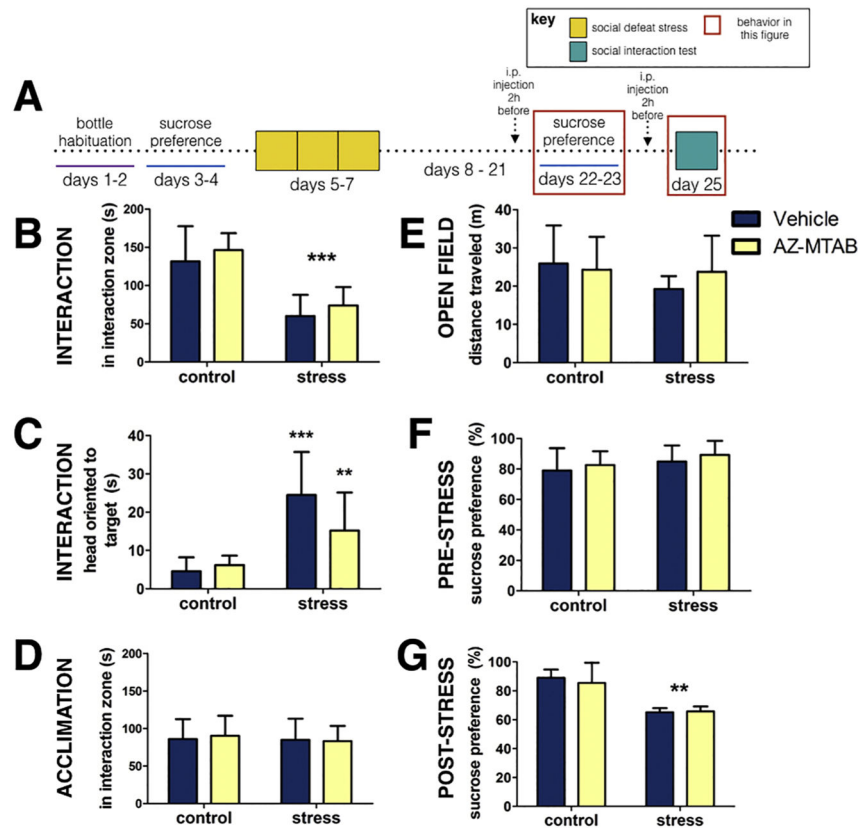 key
social defeat stress
social interaction test
behavior in
this figure
A
bottle
habituation
days 1-2
sucrose
preference
days 3-4
days 5-7
days 8 - 21
i.p.
injection
2h
before
sucrose
preference
days 22-23
i.p.
injection
2h
before
day 25
Vehicle
AZ-MTAB
B
INTERACTION
in interaction zone (s)
200
150
100
50
0
***
control
stress
E
OPEN FIELD
distance traveled (m)
40
30
20
10
0
control
stress
C
INTERACTION
head oriented to
target (s)
40
30
20
10
0
***
**
control
stress
F
PRE-STRESS
sucrose preference (%)
100
80
60
40
20
0
control
stress
D
ACCLIMATION
in interaction zone (s)
200
150
100
50
0
control
stress
G
POST-STRESS
sucrose preference (%)
100
80
60
40
20
0
**
control
stress